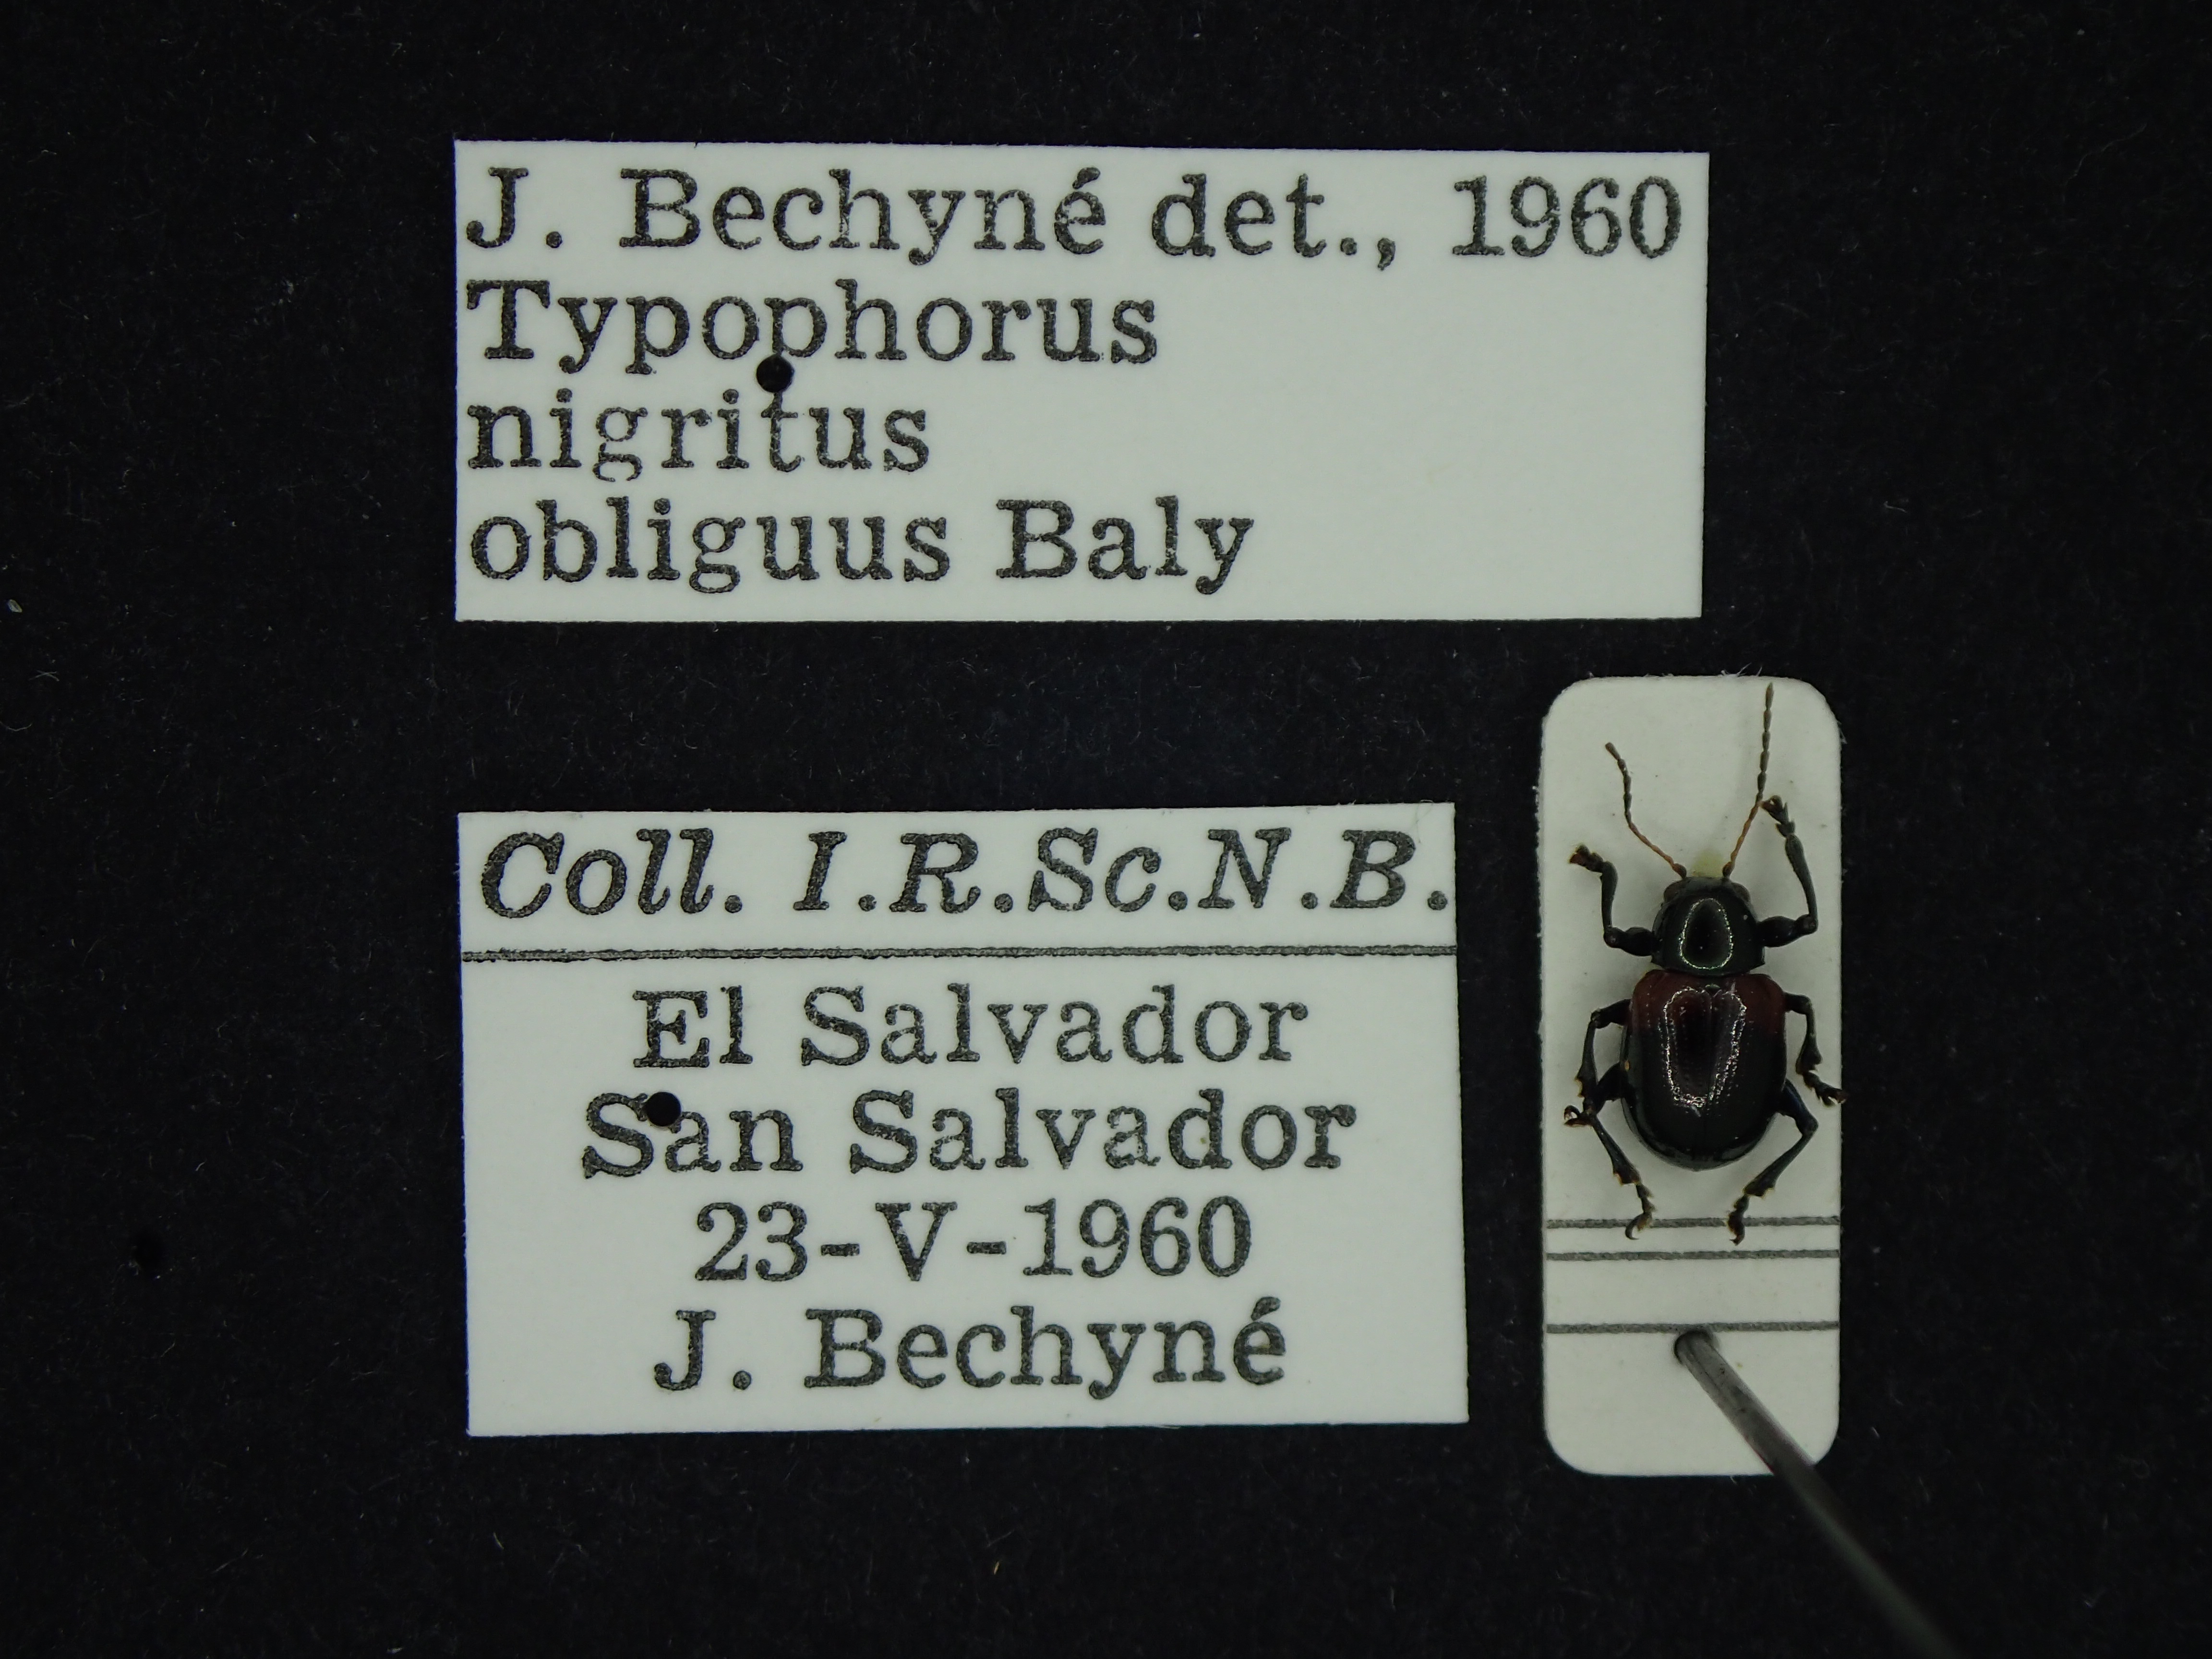 J. Bechyné det., 1960
Typophorus
nigritus
obliguus Baly
Coll. I.R.Sc.N.B.
El Salvador
San Salvador
23-V-1960
J. Bechyné